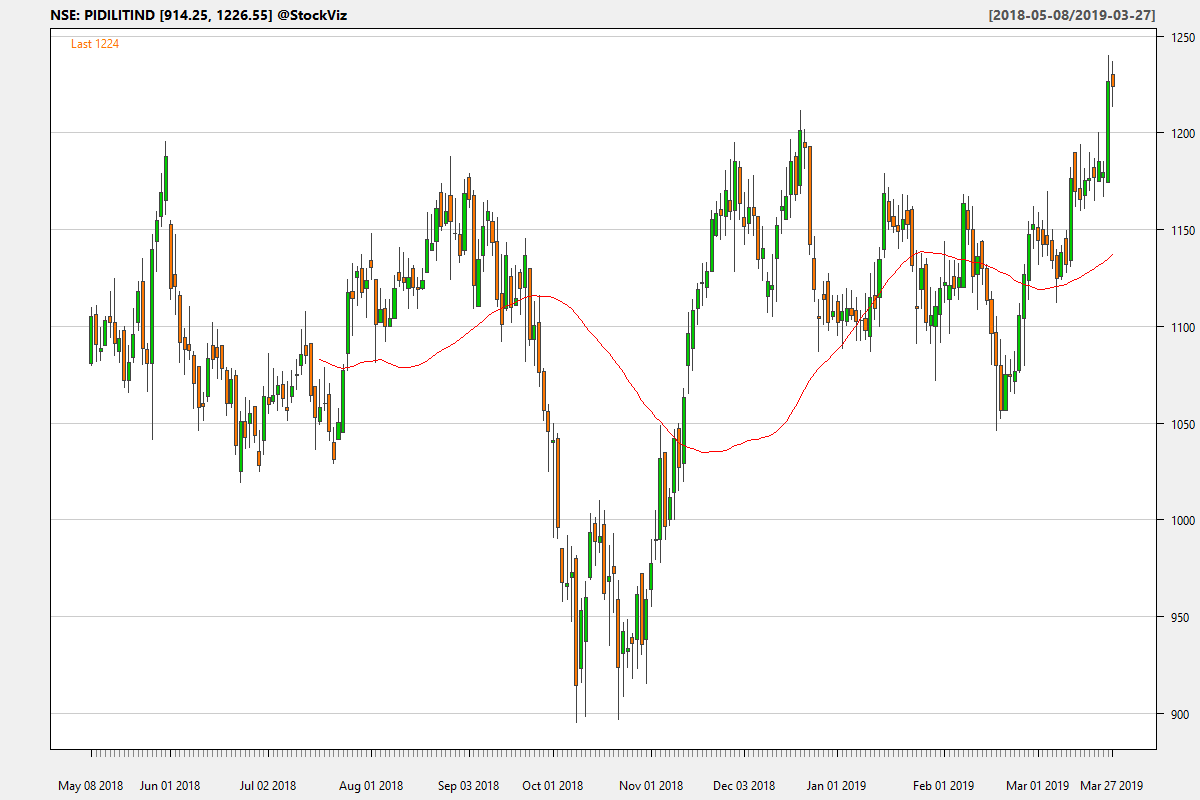 NSE: PIDILITIND [914.25, 1226.55] @StockViz [2018-05-08/2019-03-27]
Last 1224
1250
1200
1150
1100
1050
1000
950
900
May 08 2018 Jun 01 2018 Jul 02 2018 Aug 01 2018 Sep 03 2018 Oct 01 2018 Nov 01 2018 Dec 03 2018 Jan 01 2019 Feb 01 2019 Mar 01 2019 Mar 27 2019